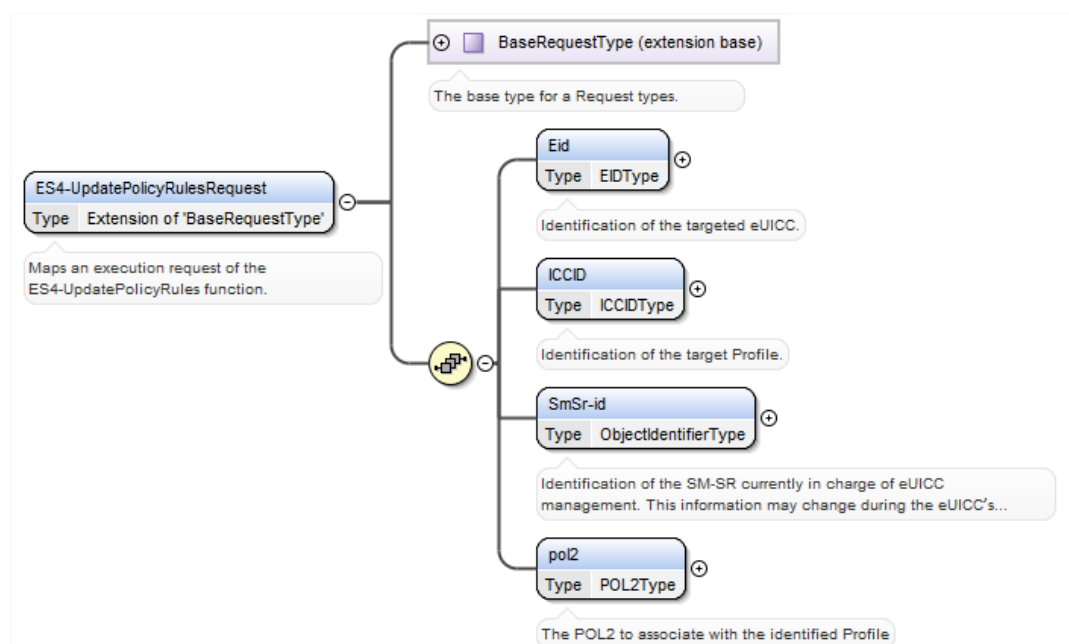 BaseRequestType (extension base)
The base type for a Request types.
Eid
Type EIDType
Identification of the targeted eUICC.
ES4-UpdatePolicyRulesRequest
Type Extension of 'BaseRequestType'
Maps an execution request of the
ES4-UpdatePolicyRules function.
ICCID
Type ICCIDType
Identification of the target Profile.
SmSr-id
Type ObjectIdentifierType
Identification of the SM-SR currently in charge of eUICC
management. This information may change during the eUICC's...
pol2
Type POL2Type
The POL2 to associate with the identified Profile